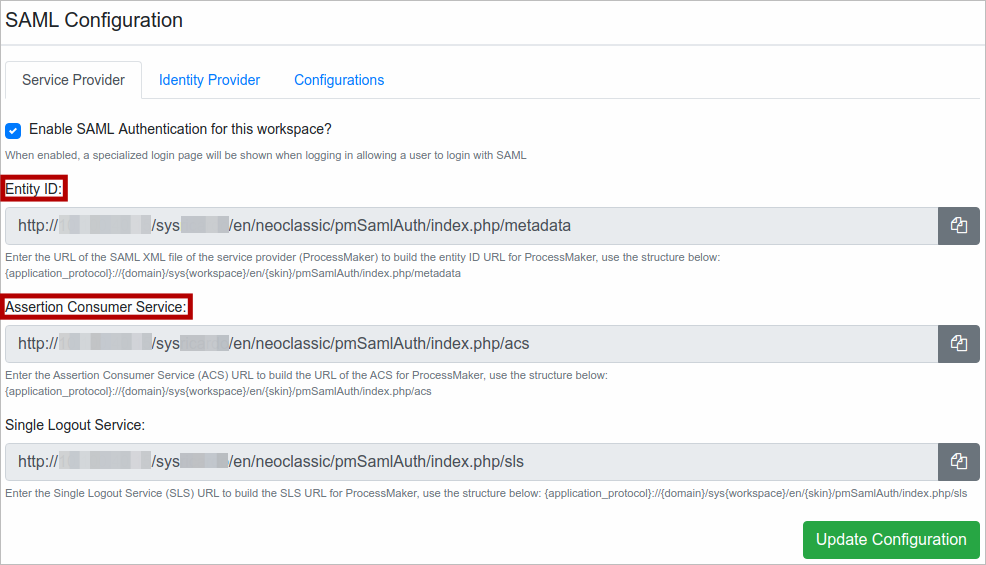 SAML Configuration
Service Provider Identity Provider Configurations
Enable SAML Authentication for this workspace?
When enabled, a specialized login page will be shown when logging in allowing a user to login with SAML
Entity ID:
http:// /sys /en/neoclassic/pmSamlAuth/index.php/metadata
Enter the URL of the SAML XML file of the service provider (ProcessMaker) to build the entity ID URL for ProcessMaker, use the structure below:
{application_protocol}://{domain}/sys{workspace}/en/{skin}/pmSamlAuth/index.php/metadata
Assertion Consumer Service:
http:// /sys /en/neoclassic/pmSamlAuth/index.php/acs
Enter the Assertion Consumer Service (ACS) URL to build the URL of the ACS for ProcessMaker, use the structure below:
{application_protocol}://{domain}/sys{workspace}/en/{skin}/pmSamlAuth/index.php/acs
Single Logout Service:
http:// /sys /en/neoclassic/pmSamlAuth/index.php/sls
Enter the Single Logout Service (SLS) URL to build the SLS URL for ProcessMaker, use the structure below: {application_protocol}://{domain}/sys{workspace}/en/{skin}/pmSamlAuth/index.php/sls
Update Configuration